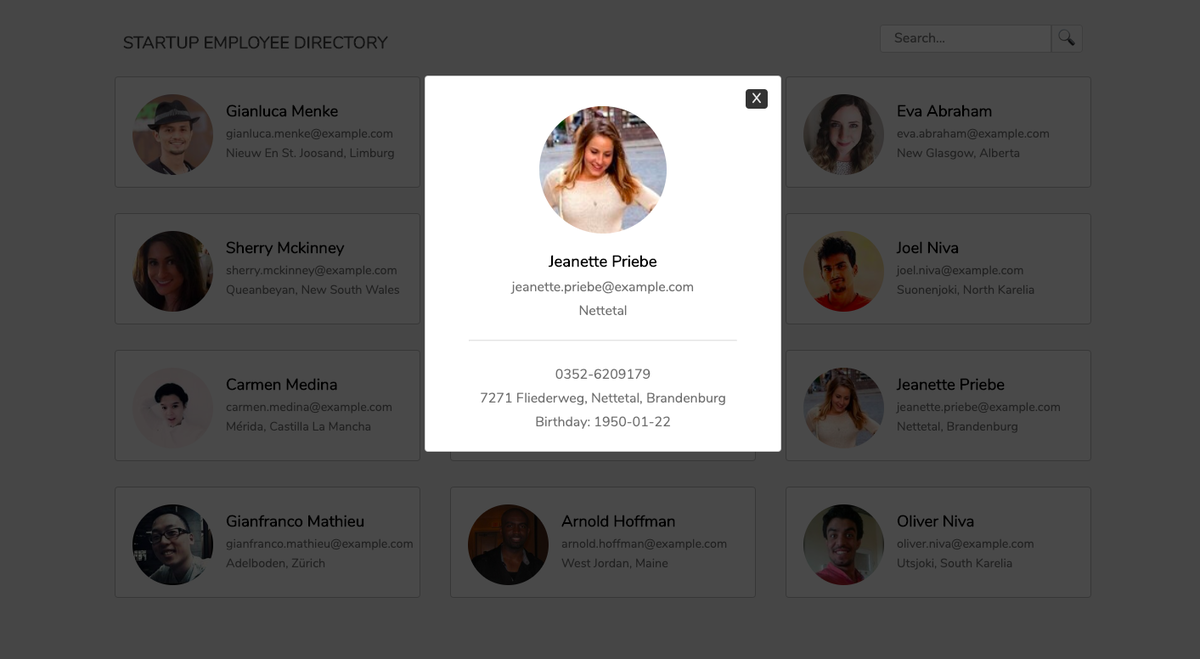 STARTUP EMPLOYEE DIRECTORY
Search...
Gianluca Menke
gianluca.menke@example.com
Nieuw En St. Joosand, Limburg
X
Jeanette Priebe
jeanette.priebe@example.com
Nettetal
0352-6209179
7271 Fliederweg, Nettetal, Brandenburg
Birthday: 1950-01-22
Eva Abraham
eva.abraham@example.com
New Glasgow, Alberta
Sherry Mckinney
sherry.mckinney@example.com
Queanbeyan, New South Wales
Joel Niva
joel.niva@example.com
Suonenjoki, North Karelia
Carmen Medina
carmen.medina@example.com
Mérida, Castilla La Mancha
Jeanette Priebe
jeanette.priebe@example.com
Nettetal, Brandenburg
Gianfranco Mathieu
gianfranco.mathieu@example.com
Adelboden, Zürich
Arnold Hoffman
arnold.hoffman@example.com
West Jordan, Maine
Oliver Niva
oliver.niva@example.com
Utsjoki, South Karelia